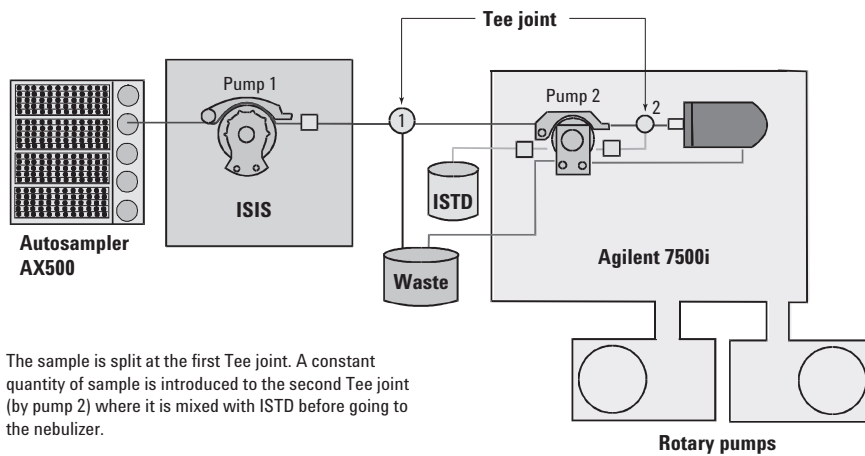 Tee joint
Pump 1
Pump 2
1
2
ISTD
ISIS
Autosampler
AX500
Waste
Agilent 7500i
The sample is split at the first Tee joint. A constant
quantity of sample is introduced to the second Tee joint
(by pump 2) where it is mixed with ISTD before going to
the nebulizer.
Rotary pumps